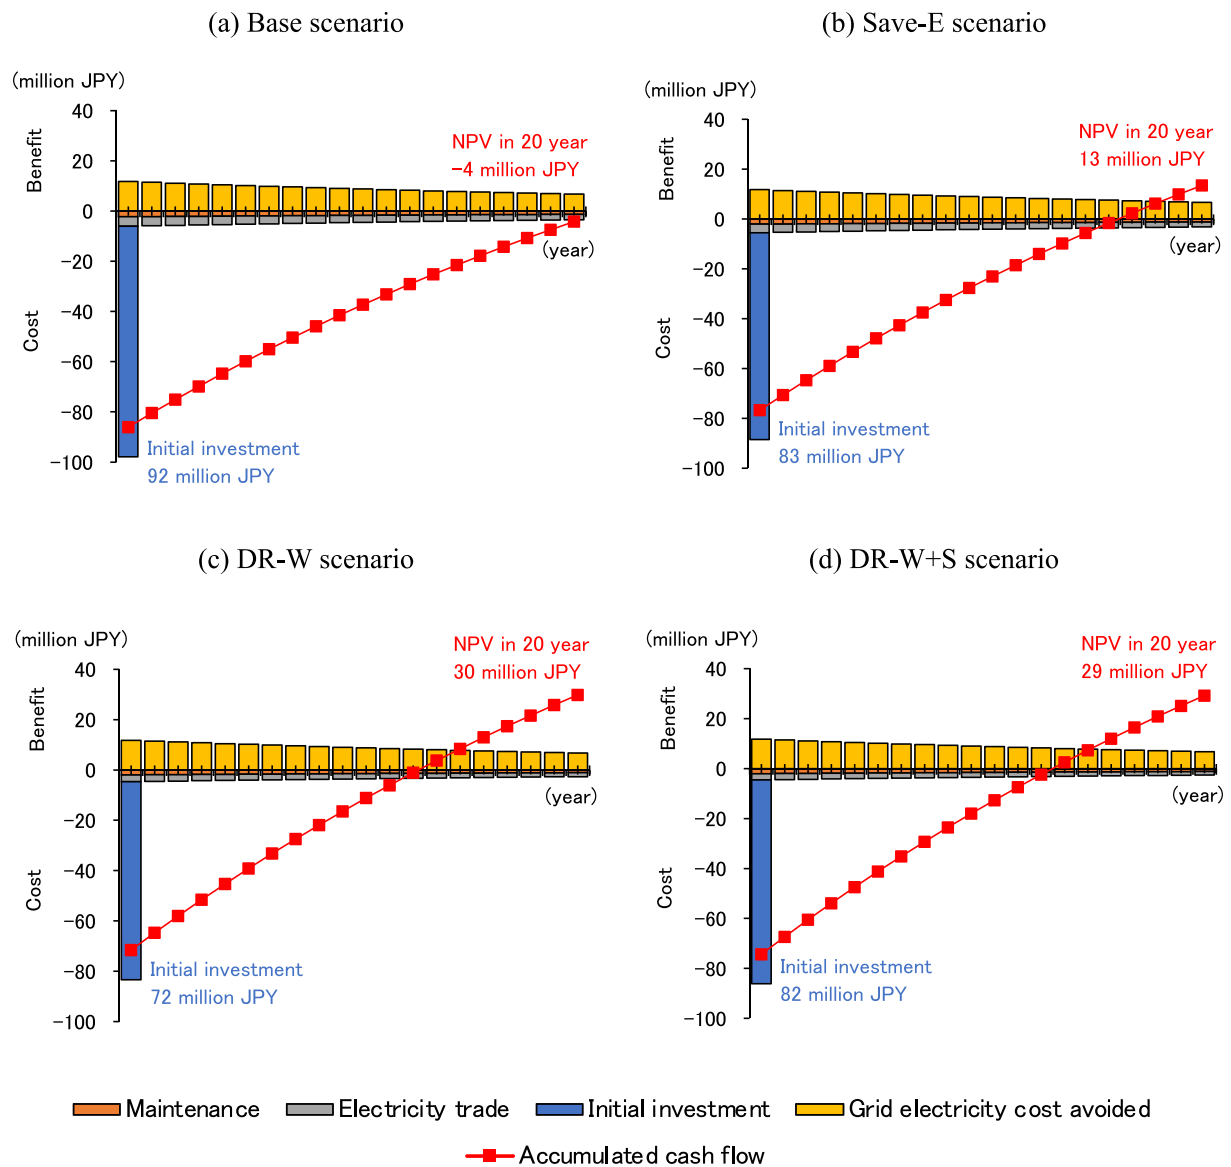 (a) Base scenario
(million JPY)
40
20
0
-20
-40
-60
-80
-100
Benefit
Cost
NPV in 20 year
-4 million JPY
(year)
Initial investment
92 million JPY
(b) Save-E scenario
(million JPY)
40
20
0
-20
-40
-60
-80
-100
Benefit
Cost
NPV in 20 year
13 million JPY
(year)
Initial investment
83 million JPY
(c) DR-W scenario
(million JPY)
40
20
0
-20
-40
-60
-80
-100
Benefit
Cost
NPV in 20 year
30 million JPY
(year)
Initial investment
72 million JPY
(d) DR-W+S scenario
(million JPY)
40
20
0
-20
-40
-60
-80
-100
Benefit
Cost
NPV in 20 year
29 million JPY
(year)
Initial investment
82 million JPY
Maintenance
Electricity trade
Initial investment
Grid electricity cost avoided
Accumulated cash flow